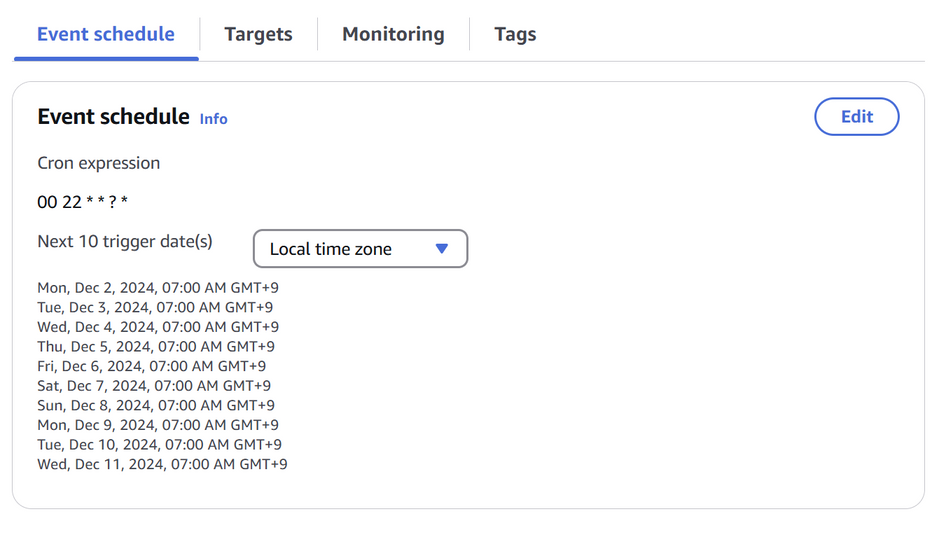 Event schedule Targets Monitoring Tags
Event schedule Info
Edit
Cron expression
00 22 * * ? *
Next 10 trigger date(s)
Local time zone
Mon, Dec 2, 2024, 07:00 AM GMT+9
Tue, Dec 3, 2024, 07:00 AM GMT+9
Wed, Dec 4, 2024, 07:00 AM GMT+9
Thu, Dec 5, 2024, 07:00 AM GMT+9
Fri, Dec 6, 2024, 07:00 AM GMT+9
Sat, Dec 7, 2024, 07:00 AM GMT+9
Sun, Dec 8, 2024, 07:00 AM GMT+9
Mon, Dec 9, 2024, 07:00 AM GMT+9
Tue, Dec 10, 2024, 07:00 AM GMT+9
Wed, Dec 11, 2024, 07:00 AM GMT+9